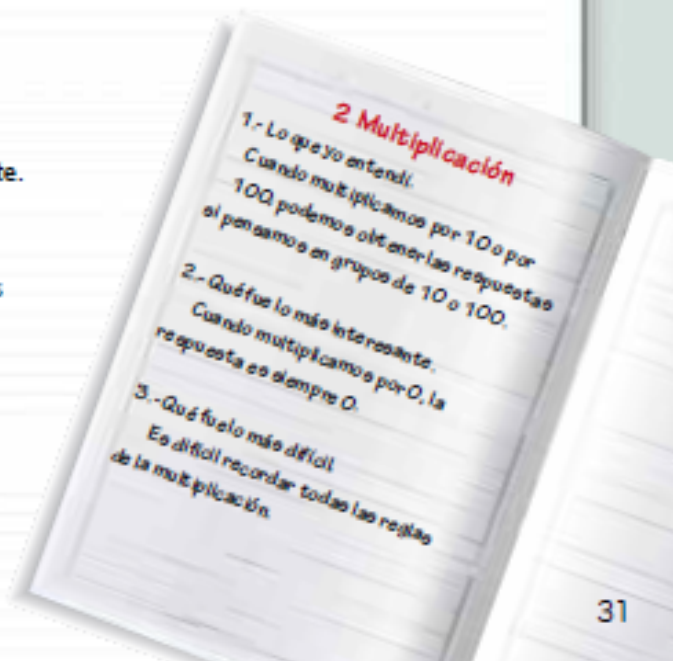 te.
s
2 Multiplicación
1.- Lo que yo entendí.
Cuando multiplicamos por 10 o por
100, podemos obtener las respuestas
si pensamos en grupos de 10 o 100.
2.- Qué fue lo más interesante.
Cuando multiplicamos por 0, la
respuesta es siempre 0.
3.-Qué fue lo más difícil.
Es difícil recordar todas las reglas
de la multiplicación.
31